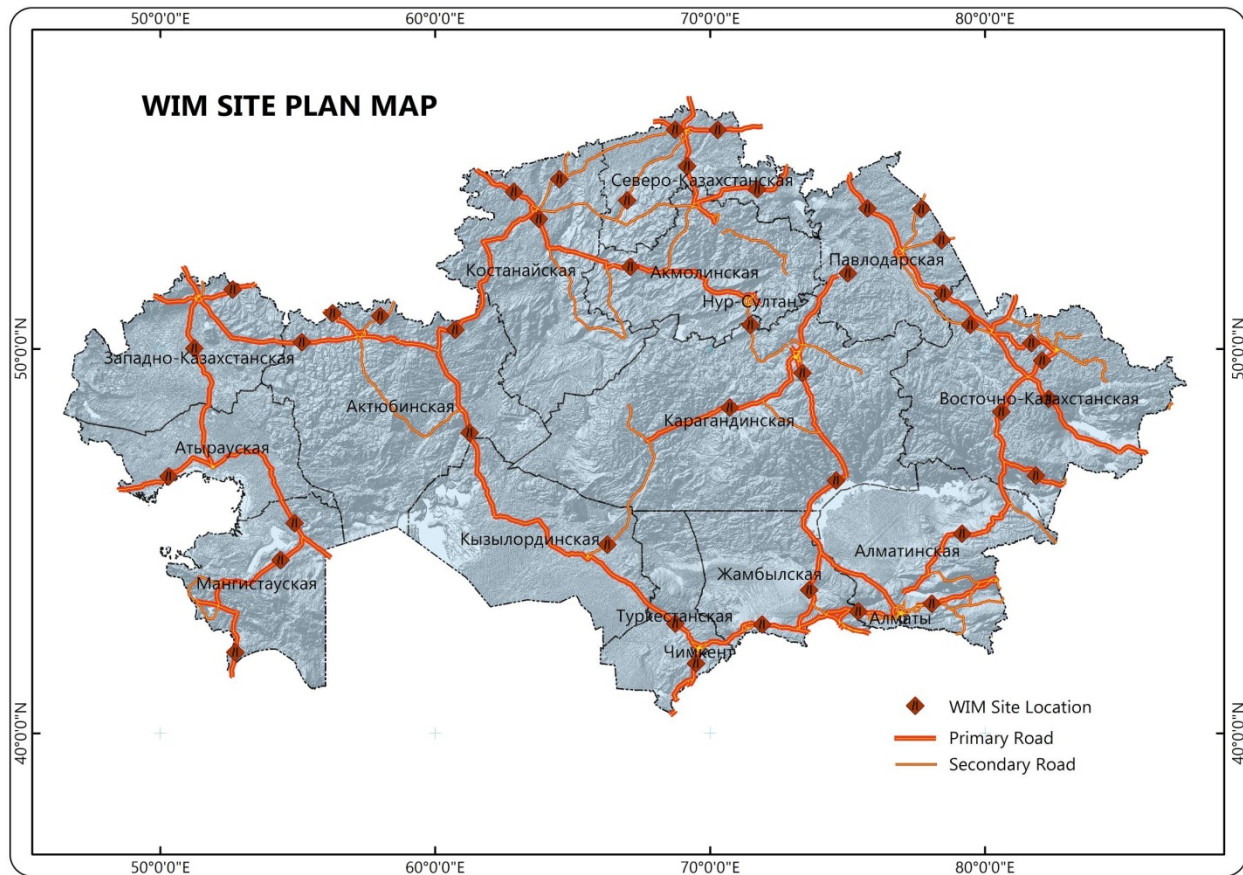 50°0'0"E 60°0'0"E 70°0'0"E 80°0'0"E
WIM SITE PLAN MAP
Северо-Казахстанская
Костанайская
Акмолинская
Павлодарская
Нур-Султан
50°0'0"N
50°0'0"N
Западно-Казахстанская
Актюбинская
Карагандинская
Восточно-Казахстанская
Атырауская
Кызылординская
Алматинская
Мангистауская
Жамбылская
Туркестанская
Алматы
Чимкент
WIM Site Location
Primary Road
Secondary Road
40°0'0"N
40°0'0"N
50°0'0"E 60°0'0"E 70°0'0"E 80°0'0"E